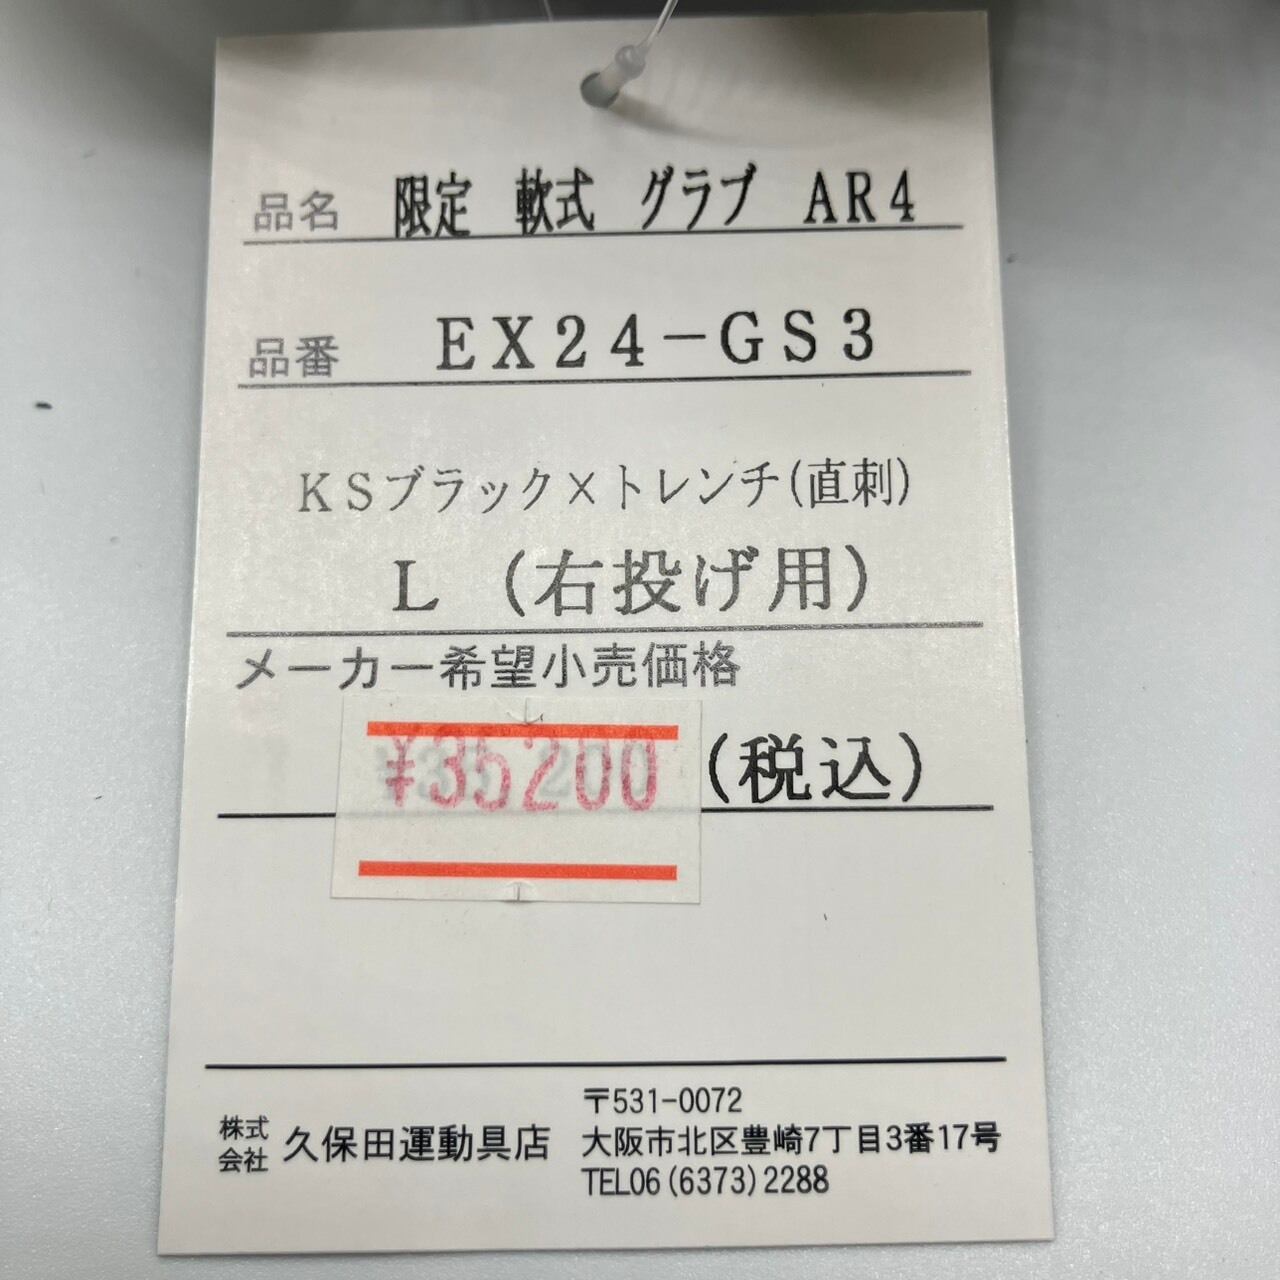 品名 限定 軟式 グラブ AR4
品番 EX24-GS3
KSブラック×トレンチ(直刺)
L (右投げ用)
メーカー希望小売価格
¥35200 (税込)
株式会社 久保田運動具店
〒531-0072
大阪市北区豊崎7丁目3番17号
TEL06(6373)2288